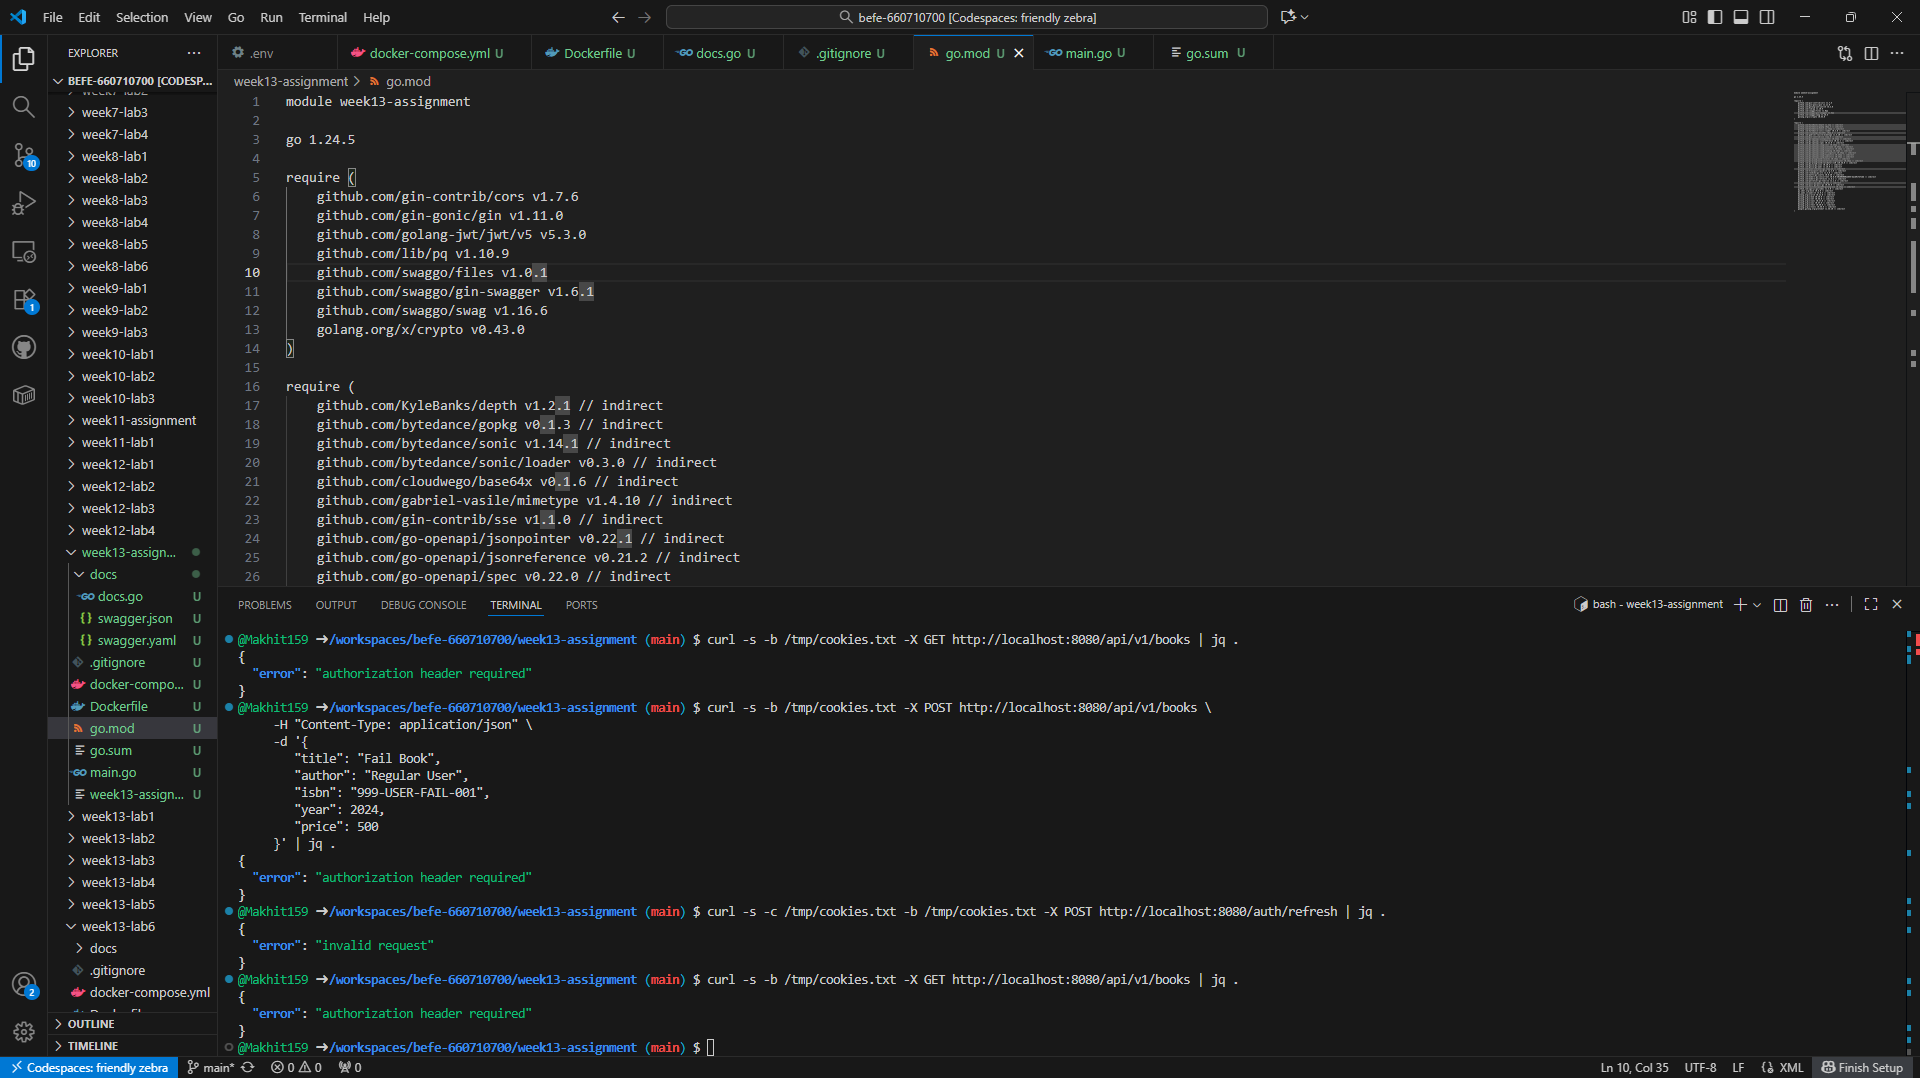 File Edit Selection View Go Run Terminal Help
befe-660710700 [Codespaces: friendly zebra]
EXPLORER
BEFE-660710700 [CODESP...
week7-lab3
week7-lab4
week8-lab1
week8-lab2
week8-lab3
week8-lab4
week8-lab5
week8-lab6
week9-lab1
week9-lab2
week9-lab3
week10-lab1
week10-lab2
week10-lab3
week11-assignment
week11-lab1
week12-lab1
week12-lab2
week12-lab3
week12-lab4
week13-assign...
docs
docs.go U
swagger.json U
swagger.yaml U
.gitignore U
docker-compo... U
Dockerfile U
go.mod U
go.sum U
main.go U
week13-assign... U
week13-lab1
week13-lab2
week13-lab3
week13-lab4
week13-lab5
week13-lab6
docs
.gitignore
docker-compose.yml
OUTLINE
TIMELINE
10
1
2
.env
docker-compose.yml U
Dockerfile U
docs.go U
.gitignore U
go.mod U
main.go U
go.sum U
week13-assignment > go.mod
1 module week13-assignment
2
3 go 1.24.5
4
5 require (
6 github.com/gin-contrib/cors v1.7.6
7 github.com/gin-gonic/gin v1.11.0
8 github.com/golang-jwt/jwt/v5 v5.3.0
9 github.com/lib/pq v1.10.9
10 github.com/swaggo/files v1.0.1
11 github.com/swaggo/gin-swagger v1.6.1
12 github.com/swaggo/swag v1.16.6
13 golang.org/x/crypto v0.43.0
14 )
15
16 require (
17 github.com/KyleBanks/depth v1.2.1 // indirect
18 github.com/bytedance/gopkg v0.1.3 // indirect
19 github.com/bytedance/sonic v1.14.1 // indirect
20 github.com/bytedance/sonic/loader v0.3.0 // indirect
21 github.com/cloudwego/base64x v0.1.6 // indirect
22 github.com/gabriel-vasile/mimetype v1.4.10 // indirect
23 github.com/gin-contrib/sse v1.1.0 // indirect
24 github.com/go-openapi/jsonpointer v0.22.1 // indirect
25 github.com/go-openapi/jsonreference v0.21.2 // indirect
26 github.com/go-openapi/spec v0.22.0 // indirect
PROBLEMS OUTPUT DEBUG CONSOLE TERMINAL PORTS
bash - week13-assignment
@Makhit159 ➜/workspaces/befe-660710700/week13-assignment (main) $ curl -s -b /tmp/cookies.txt -X GET http://localhost:8080/api/v1/books | jq .
{
"error": "authorization header required"
}
@Makhit159 ➜/workspaces/befe-660710700/week13-assignment (main) $ curl -s -b /tmp/cookies.txt -X POST http://localhost:8080/api/v1/books \
-H "Content-Type: application/json" \
-d '{
"title": "Fail Book",
"author": "Regular User",
"isbn": "999-USER-FAIL-001",
"year": 2024,
"price": 500
}' | jq .
{
"error": "authorization header required"
}
@Makhit159 ➜/workspaces/befe-660710700/week13-assignment (main) $ curl -s -c /tmp/cookies.txt -b /tmp/cookies.txt -X POST http://localhost:8080/auth/refresh | jq .
{
"error": "invalid request"
}
@Makhit159 ➜/workspaces/befe-660710700/week13-assignment (main) $ curl -s -b /tmp/cookies.txt -X GET http://localhost:8080/api/v1/books | jq .
{
"error": "authorization header required"
}
@Makhit159 ➜/workspaces/befe-660710700/week13-assignment (main) $
Codespaces: friendly zebra main* 0 0 0
Ln 10, Col 35 UTF-8 LF XML Finish Setup